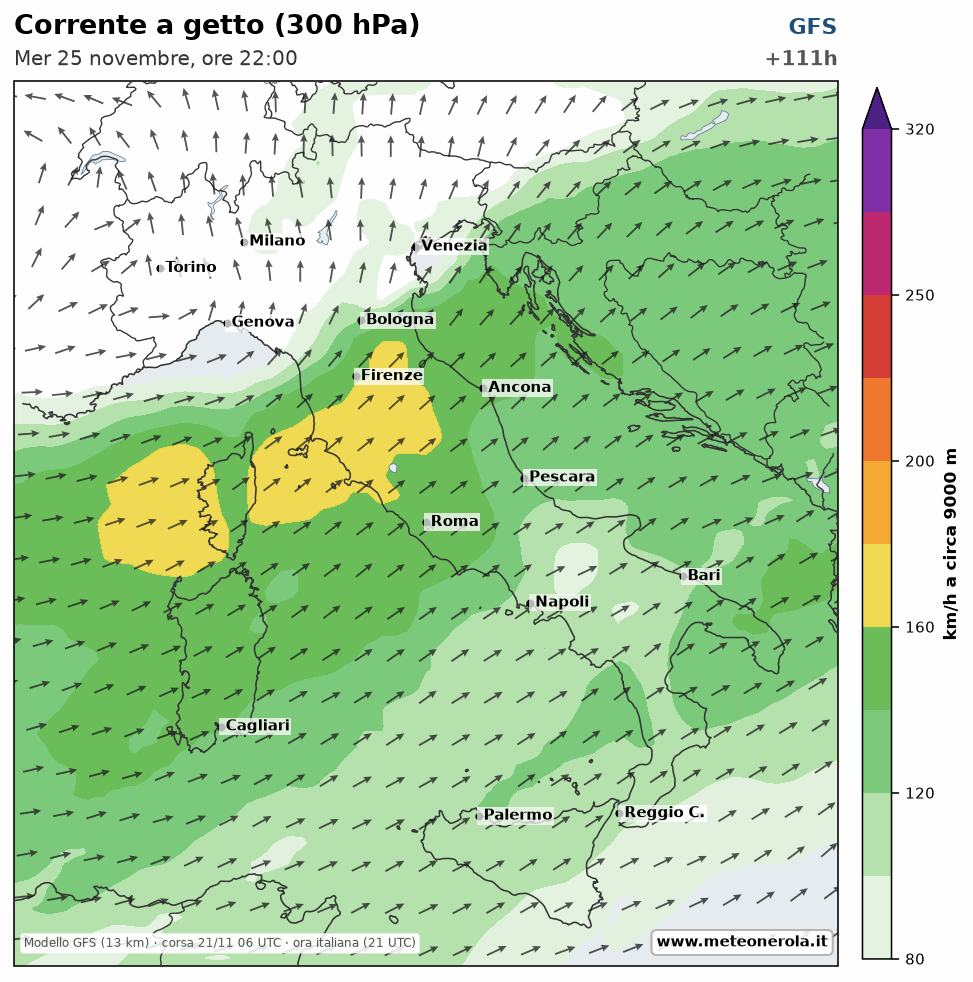 Corrente a getto (300 hPa)
GFS
Mer 25 novembre, ore 22:00
+111h
320
250
200
160
120
80
km/h a circa 9000 m
Milano
Venezia
Torino
Genova
Bologna
Firenze
Ancona
Pescara
Roma
Bari
Napoli
Cagliari
Palermo
Reggio C.
Modello GFS (13 km) · corsa 21/11 06 UTC · ora italiana (21 UTC)
www.meteonerola.it